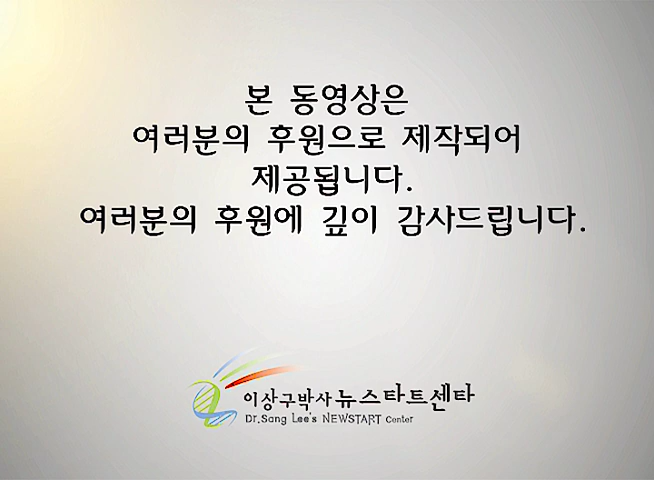 본 동영상은
여러분의 후원으로 제작되어
제공됩니다.
여러분의 후원에 깊이 감사드립니다.
이상구박사 뉴스타트센타
Dr.Sang Lee's NEWSTART Center